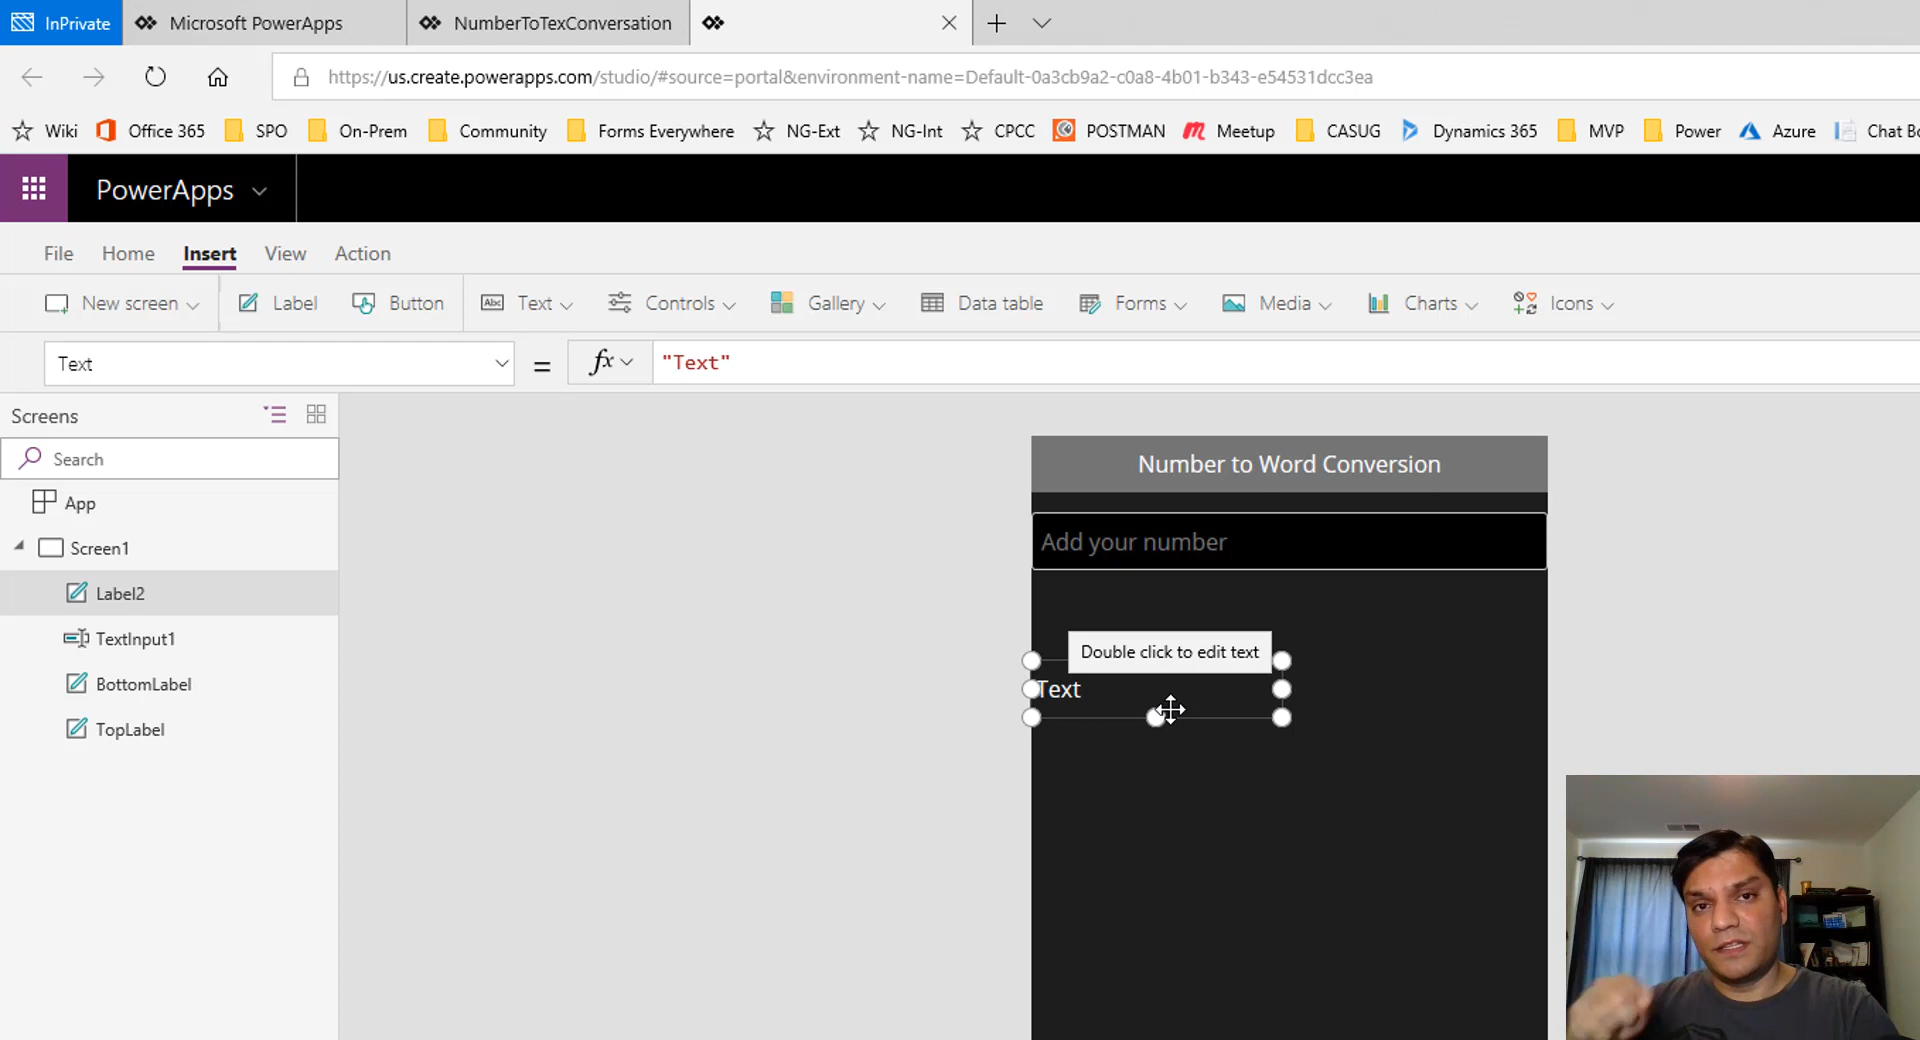 InPrivate Microsoft PowerApps NumberToTexConversation
https://us.create.powerapps.com/studio/#source=portal&environment-name=Default-0a3cb9a2-c0a8-4b01-b343-e54531dcc3ea
Wiki Office 365 SPO On-Prem Community Forms Everywhere NG-Ext NG-Int CPCC POSTMAN Meetup CASUG Dynamics 365 MVP Power Azure Chat Bo
PowerApps
File Home Insert View Action
New screen Label Button Abc Text Controls Gallery Data table Forms Media Charts Icons
Text = fx "Text"
Screens
Search
App
Screen1
Label2
TextInput1
BottomLabel
TopLabel
Number to Word Conversion
Add your number
Double click to edit text
Text